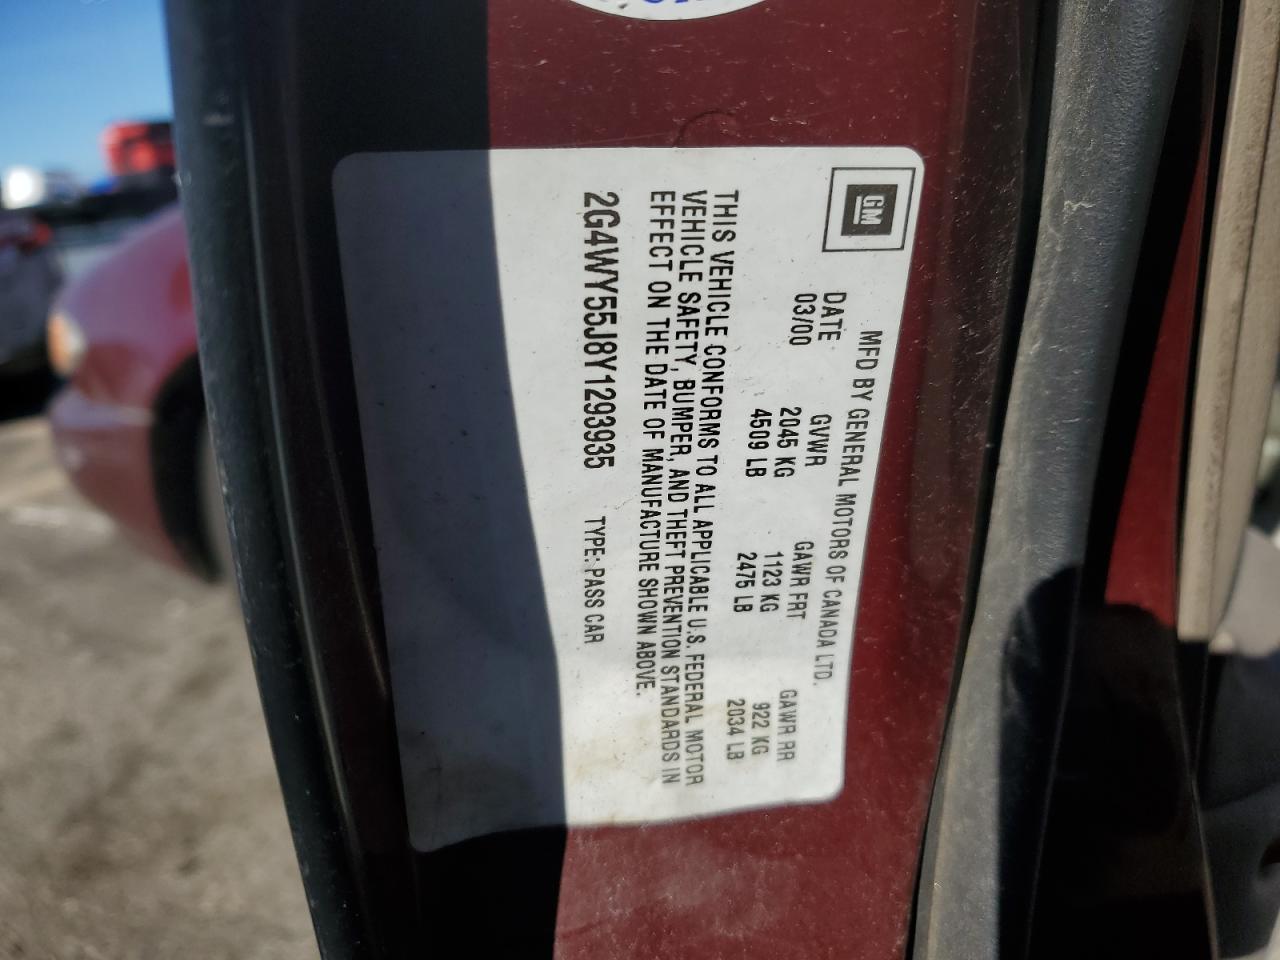 GM
MFD BY GENERAL MOTORS OF CANADA LTD.
DATE GVWR GAWR FRT GAWR RR
03/00 2045 KG 1123 KG 922 KG
4509 LB 2475 LB 2034 LB
THIS VEHICLE CONFORMS TO ALL APPLICABLE U.S. FEDERAL MOTOR
VEHICLE SAFETY, BUMPER, AND THEFT PREVENTION STANDARDS IN
EFFECT ON THE DATE OF MANUFACTURE SHOWN ABOVE.
2G4WY55J8Y1293935 TYPE: PASS CAR